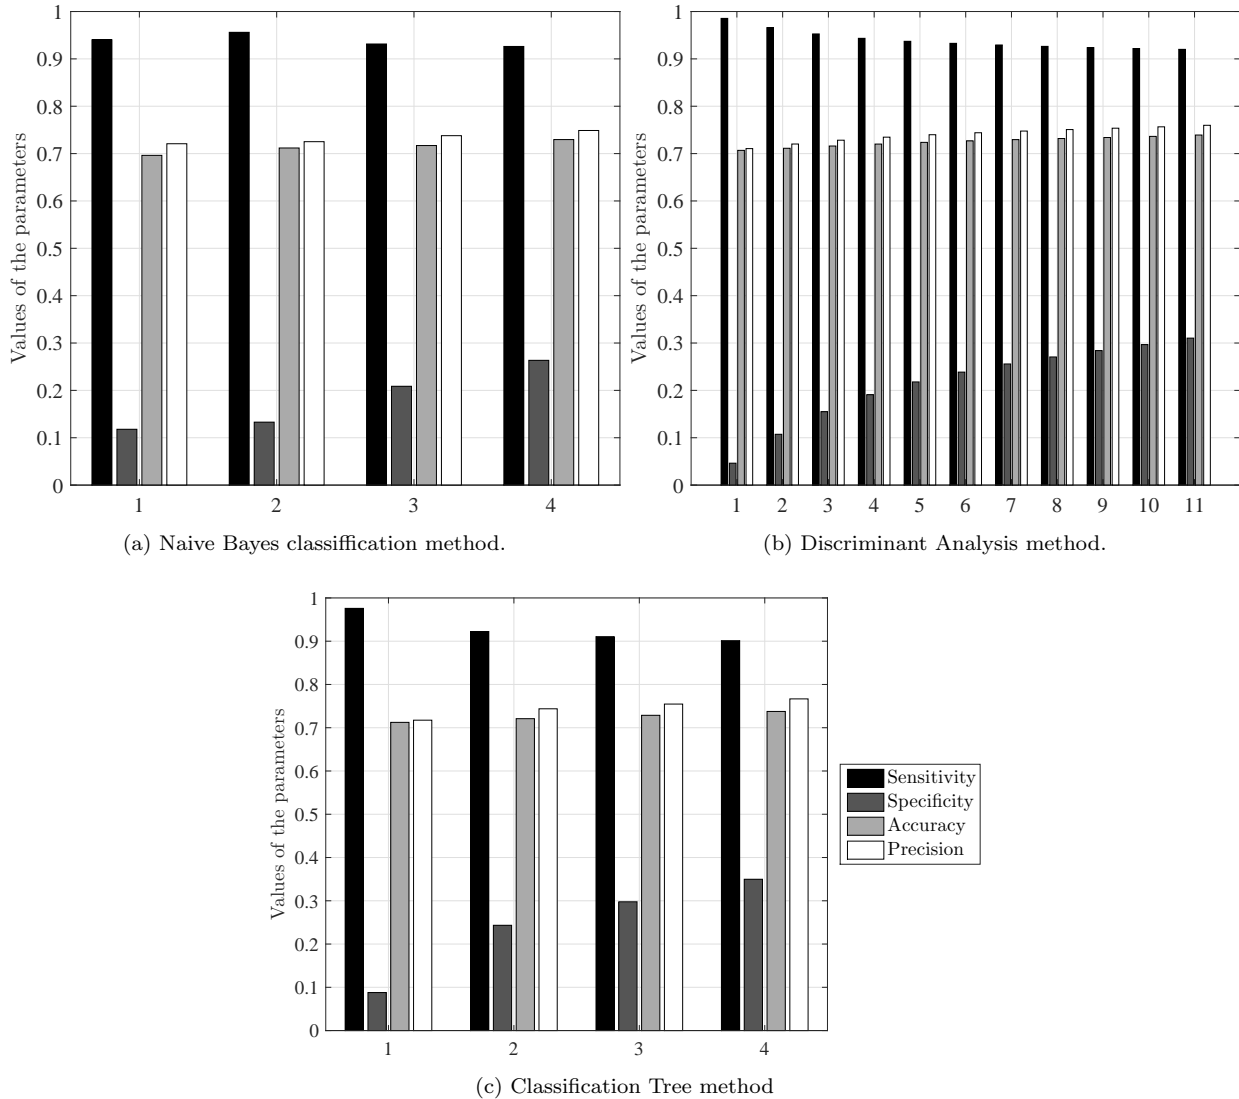 1
0.9
0.8
0.7
0.6
0.5
0.4
0.3
0.2
0.1
0
Values of the parameters
1 2 3 4
(a) Naive Bayes classiffication method.
1
0.9
0.8
0.7
0.6
0.5
0.4
0.3
0.2
0.1
0
Values of the parameters
1 2 3 4 5 6 7 8 9 10 11
(b) Discriminant Analysis method.
1
0.9
0.8
0.7
0.6
0.5
0.4
0.3
0.2
0.1
0
Values of the parameters
1 2 3 4
Sensitivity
Specificity
Accuracy
Precision
(c) Classification Tree method